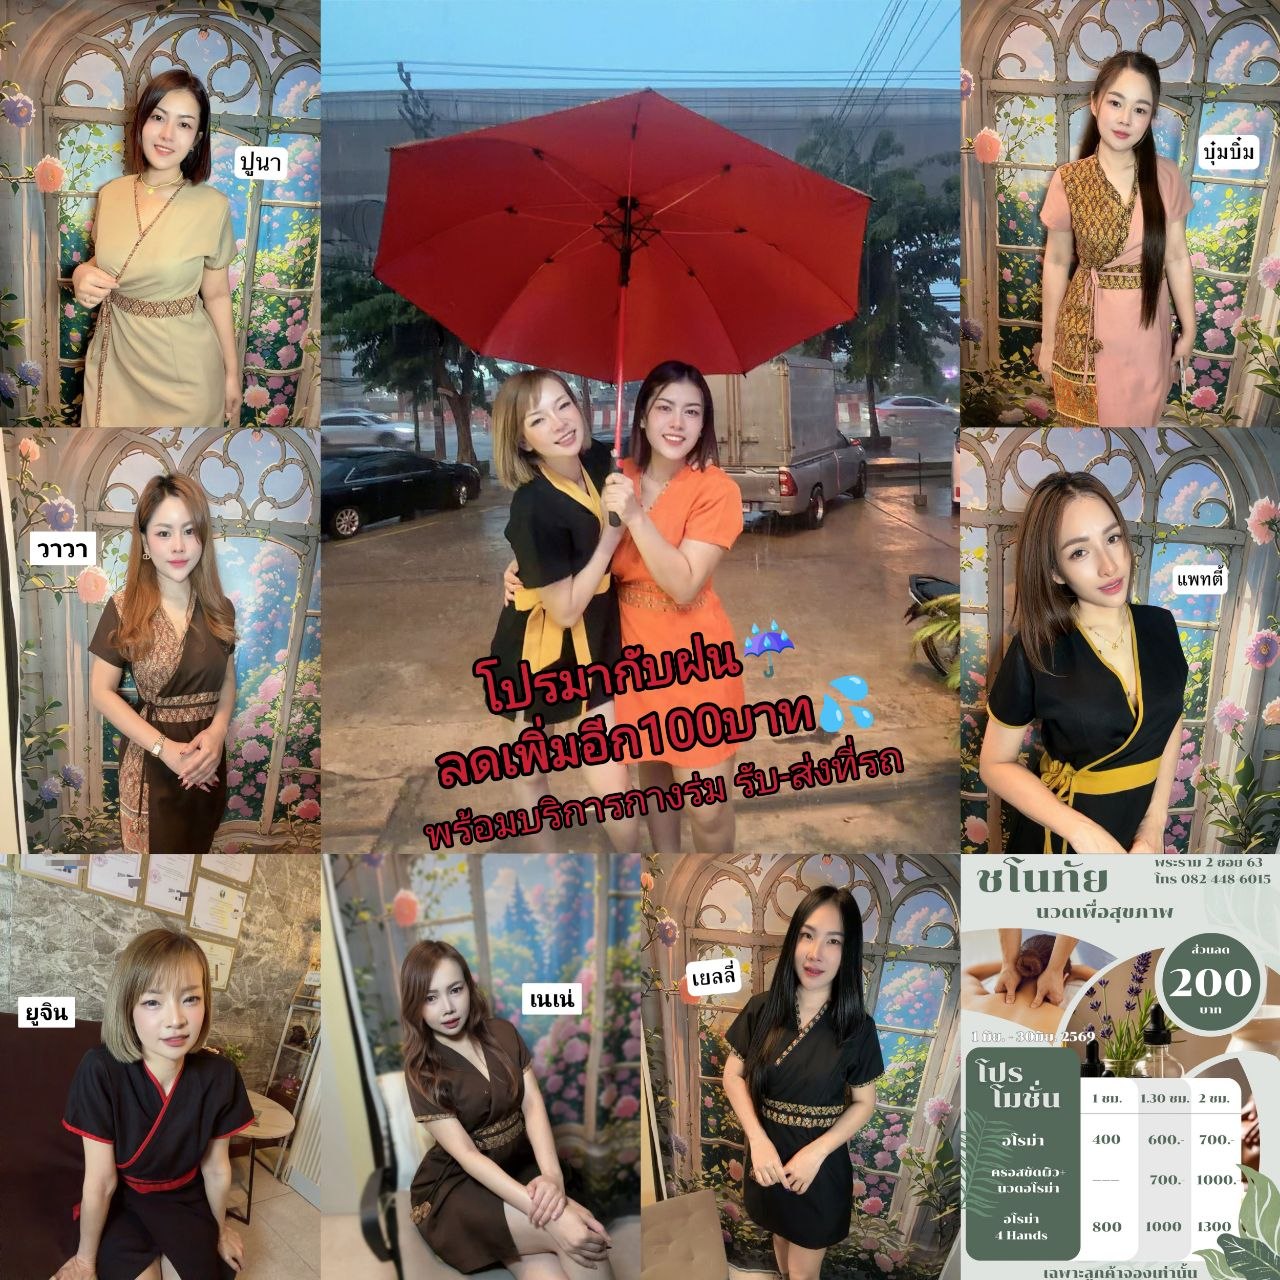 ปูนา
บุ๋มบิ๋ม
วาวา
แพทตี้
โปรมากับฝน
ลดเพิ่มอีก100บาท
พร้อมบริการกางร่ม รับ-ส่งที่รถ
ยูจิน
เนเน่
เยลลี่
ชโนทัย
พระราม 2 ซอย 63
โทร 082 448 6015
นวดเพื่อสุขภาพ
ส่วนลด
200
บาท
1 มิย. - 30มิย. 2569
โปร
โมชั่น
1 ชม. 1.30 ชม. 2 ชม.
อโรม่า 400 600.- 700.-
คอร์สขัดผิว+
นวดอโรม่า —— 700.- 1000.-
อโรม่า
4 Hands 800 1000 1300
เฉพาะลูกค้าจองเท่านั้น